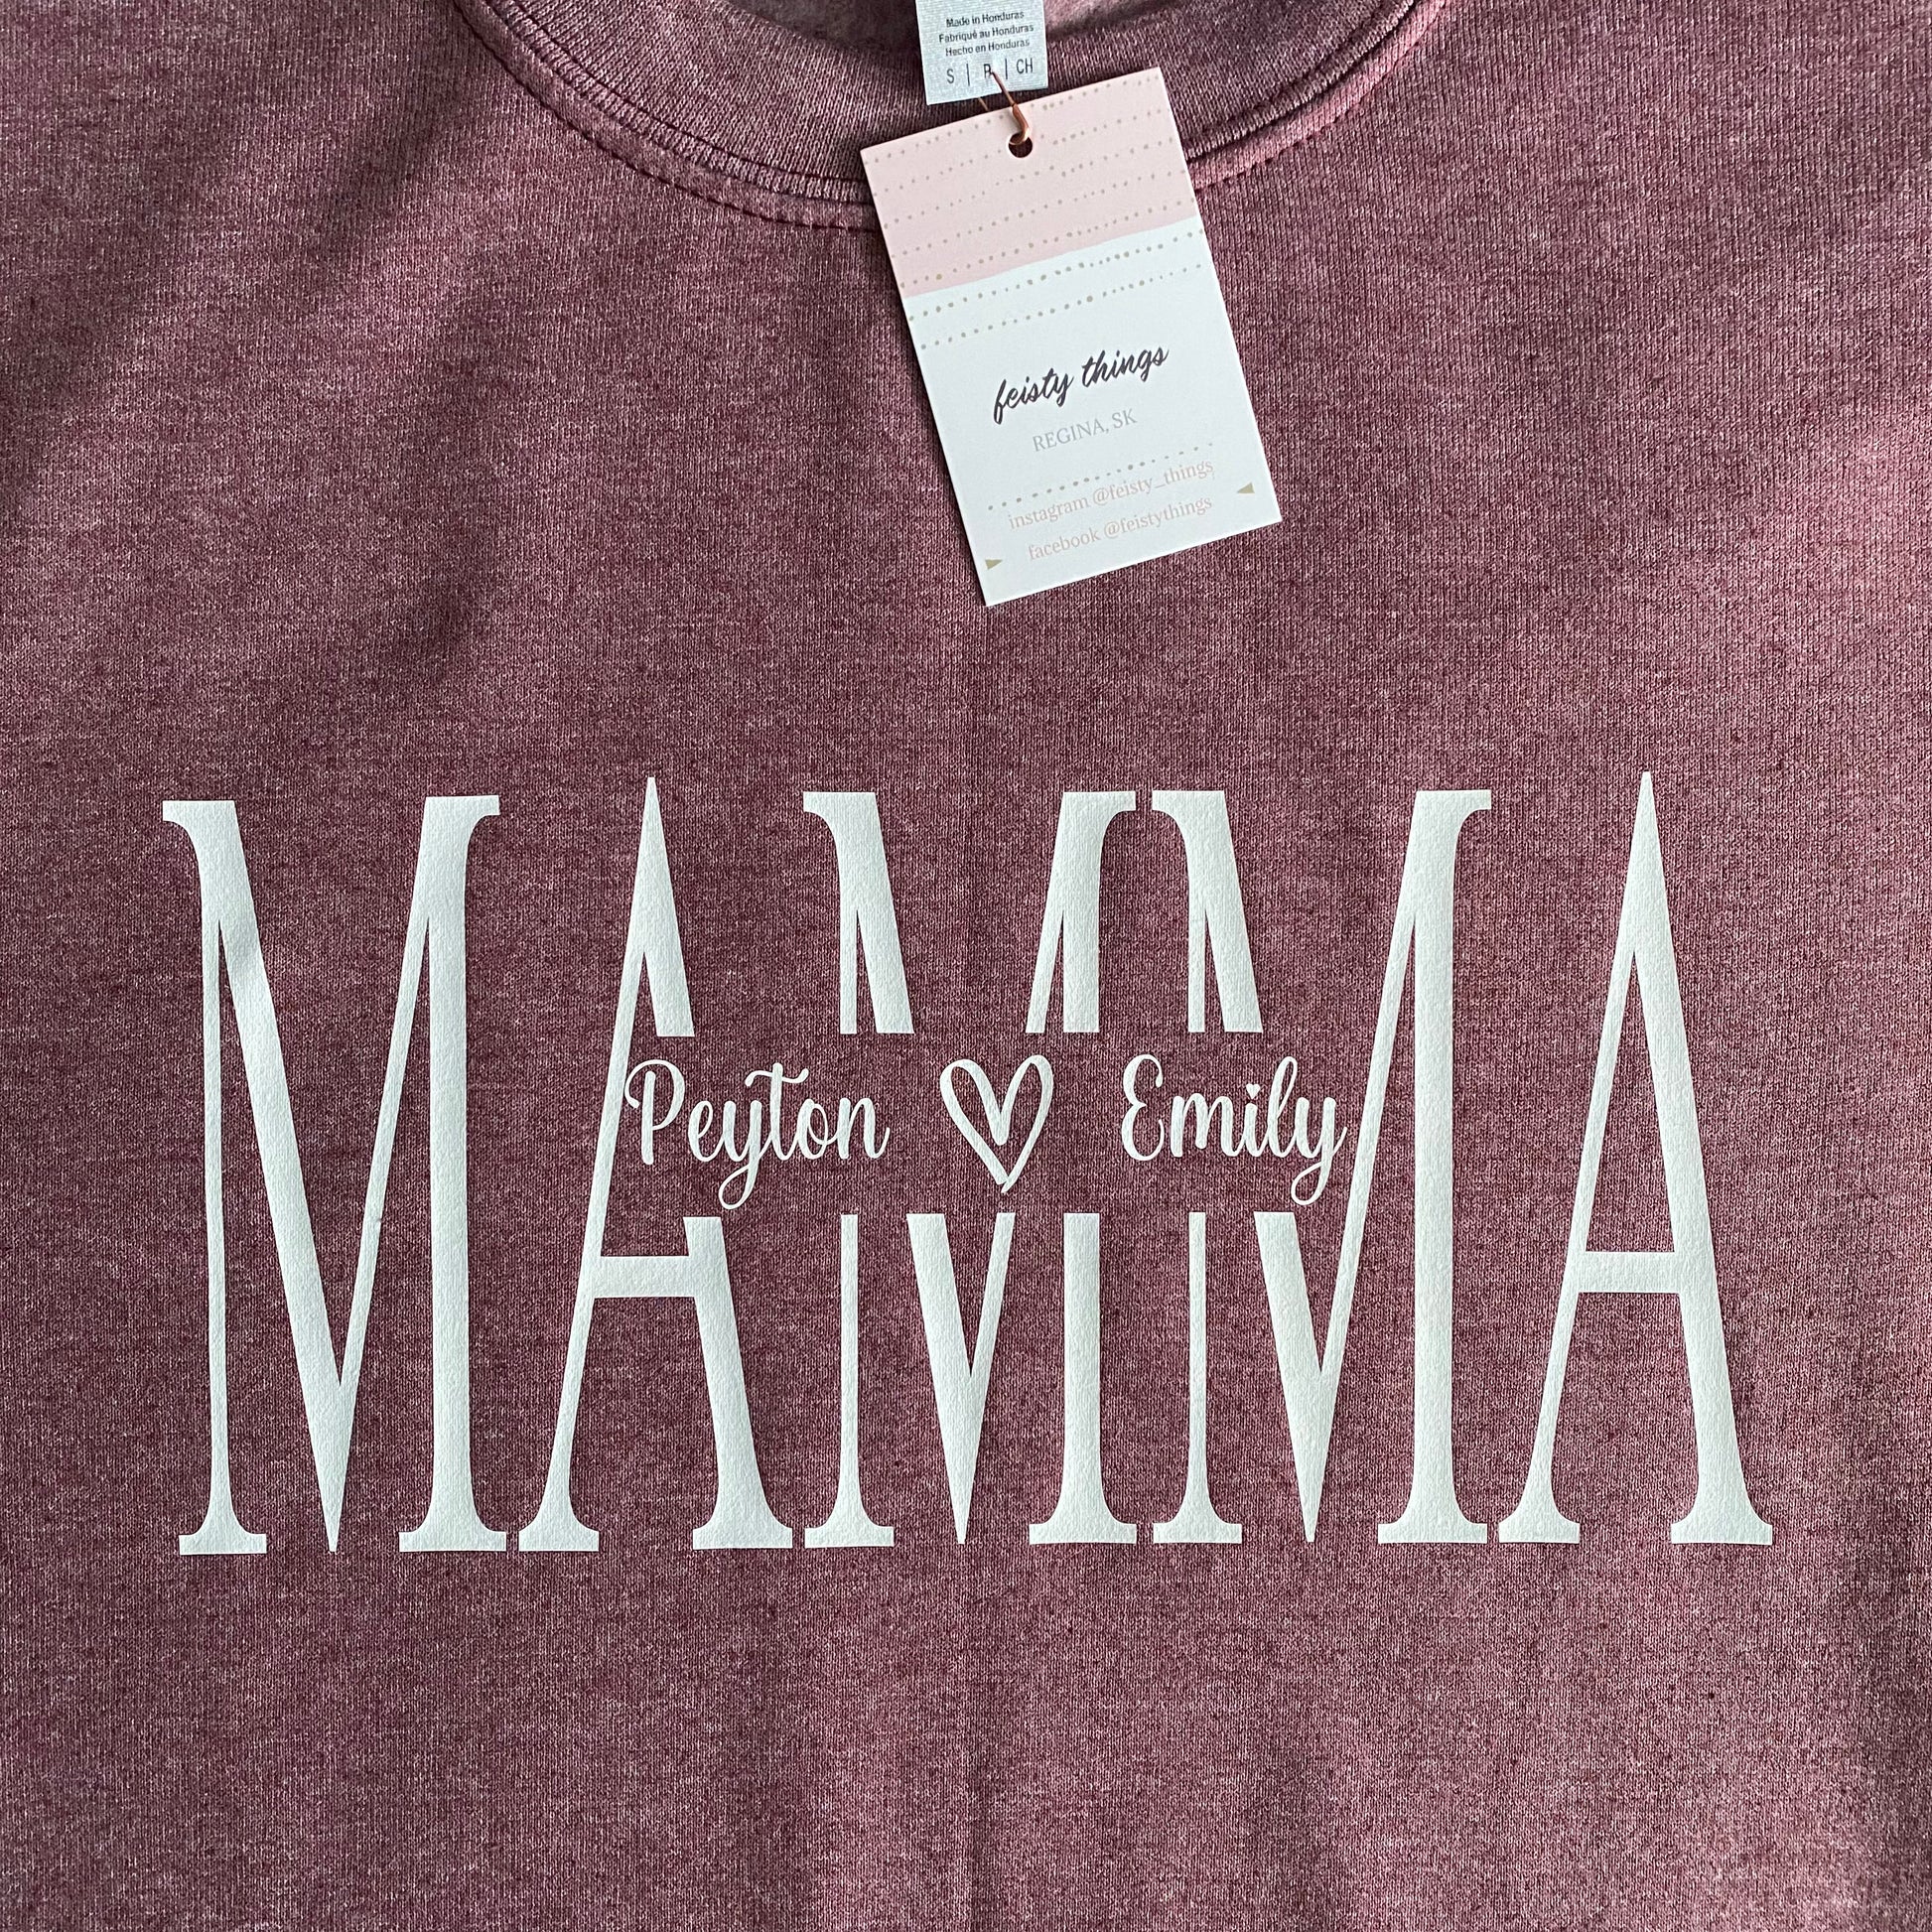 Made in Honduras
Fabriqué au Honduras
Hecho en Honduras
S | P | CH
feisty things
REGINA, SK
instagram @feisty_things
facebook @feistythings
MAMMA
Peyton Emily